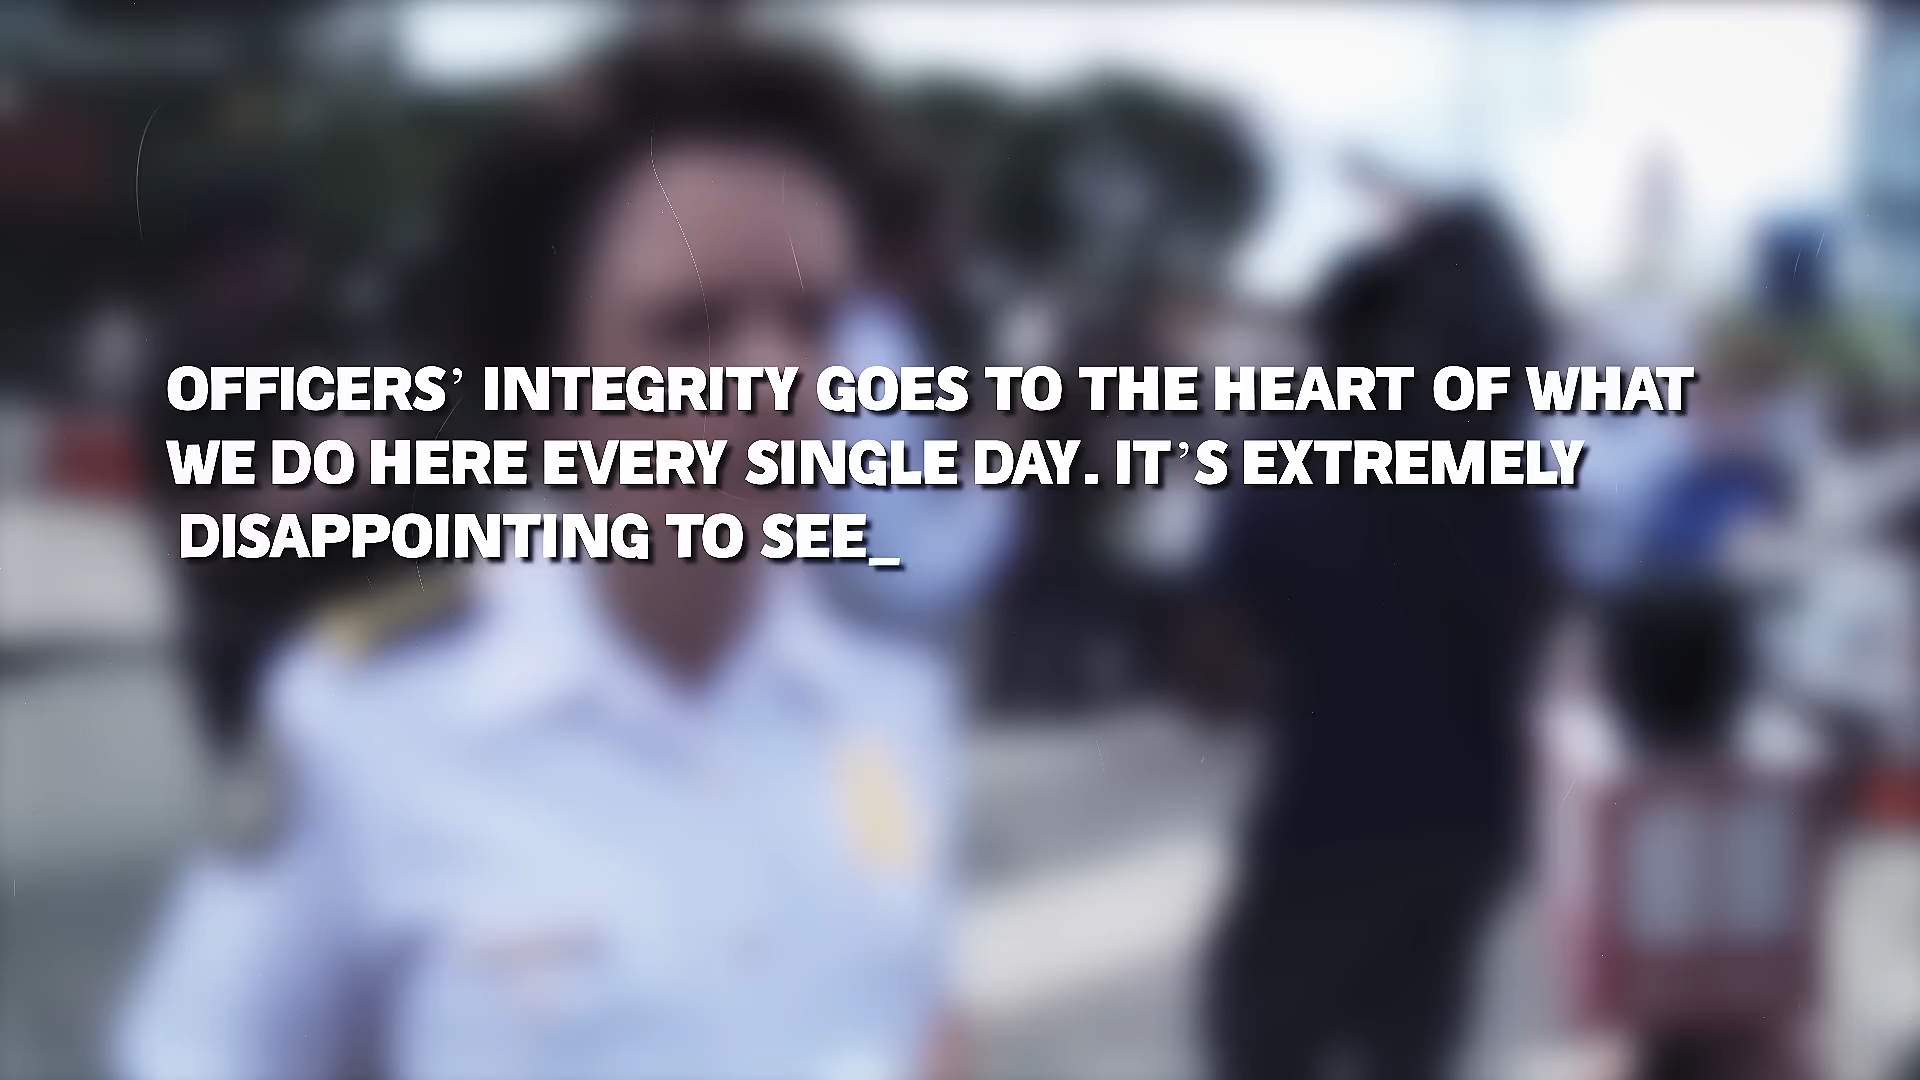 OFFICERS’ INTEGRITY GOES TO THE HEART OF WHAT
WE DO HERE EVERY SINGLE DAY. IT’S EXTREMELY
DISAPPOINTING TO SEE_